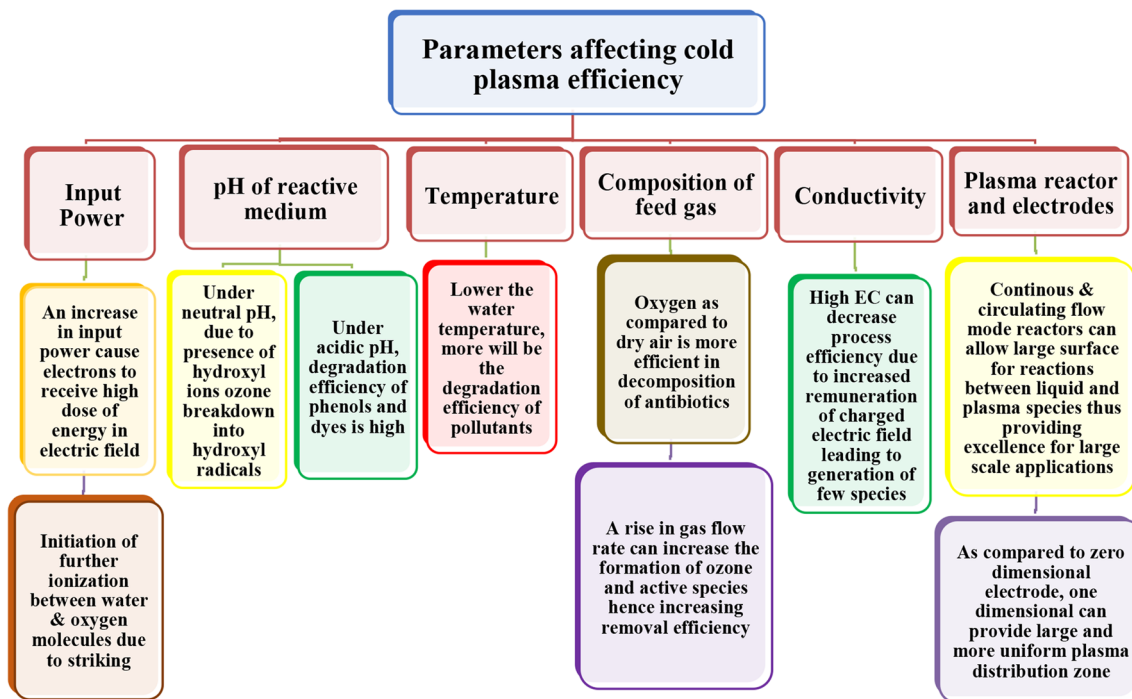 Parameters affecting cold
plasma efficiency
Input
Power
pH of reactive
medium
Temperature
Composition of
feed gas
Conductivity
Plasma reactor
and electrodes
An increase in
input
power cause
electrons to
receive high
dose of
energy in
electric field
Under
neutral pH,
due to
presence of
hydroxyl
ions ozone
breakdown
into
hydroxyl
radicals
Under
acidic pH,
degradation
efficiency of
phenols and
dyes is high
Lower the
water
temperature,
more will be
the
degradation
efficiency of
pollutants
Oxygen as
compared to
dry air is more
efficient in
decomposition
of antibiotics
High EC can
decrease
process
efficiency due
to increased
remuneration
of charged
electric field
leading to
generation of
few species
Continous &
circulating flow
mode reactors can
allow large surface
for reactions
between liquid and
plasma species thus
providing
excellence for large
scale applications
Initiation of
further
ionization
between water
& oxygen
molecules due
to striking
A rise in gas flow
rate can increase the
formation of ozone
and active species
hence increasing
removal efficiency
As compared to zero
dimensional
electrode, one
dimensional can
provide large and
more uniform plasma
distribution zone